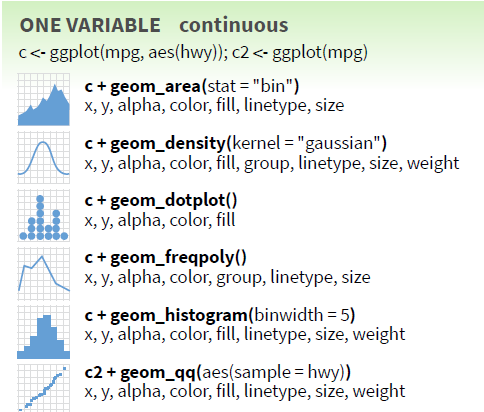 ONE VARIABLE continuous
c <- ggplot(mpg, aes(hwy)); c2 <- ggplot(mpg)
c + geom_area(stat = "bin")
x, y, alpha, color, fill, linetype, size
c + geom_density(kernel = "gaussian")
x, y, alpha, color, fill, group, linetype, size, weight
c + geom_dotplot()
x, y, alpha, color, fill
c + geom_freqpoly()
x, y, alpha, color, group, linetype, size
c + geom_histogram(binwidth = 5)
x, y, alpha, color, fill, linetype, size, weight
c2 + geom_qq(aes(sample = hwy))
x, y, alpha, color, fill, linetype, size, weight